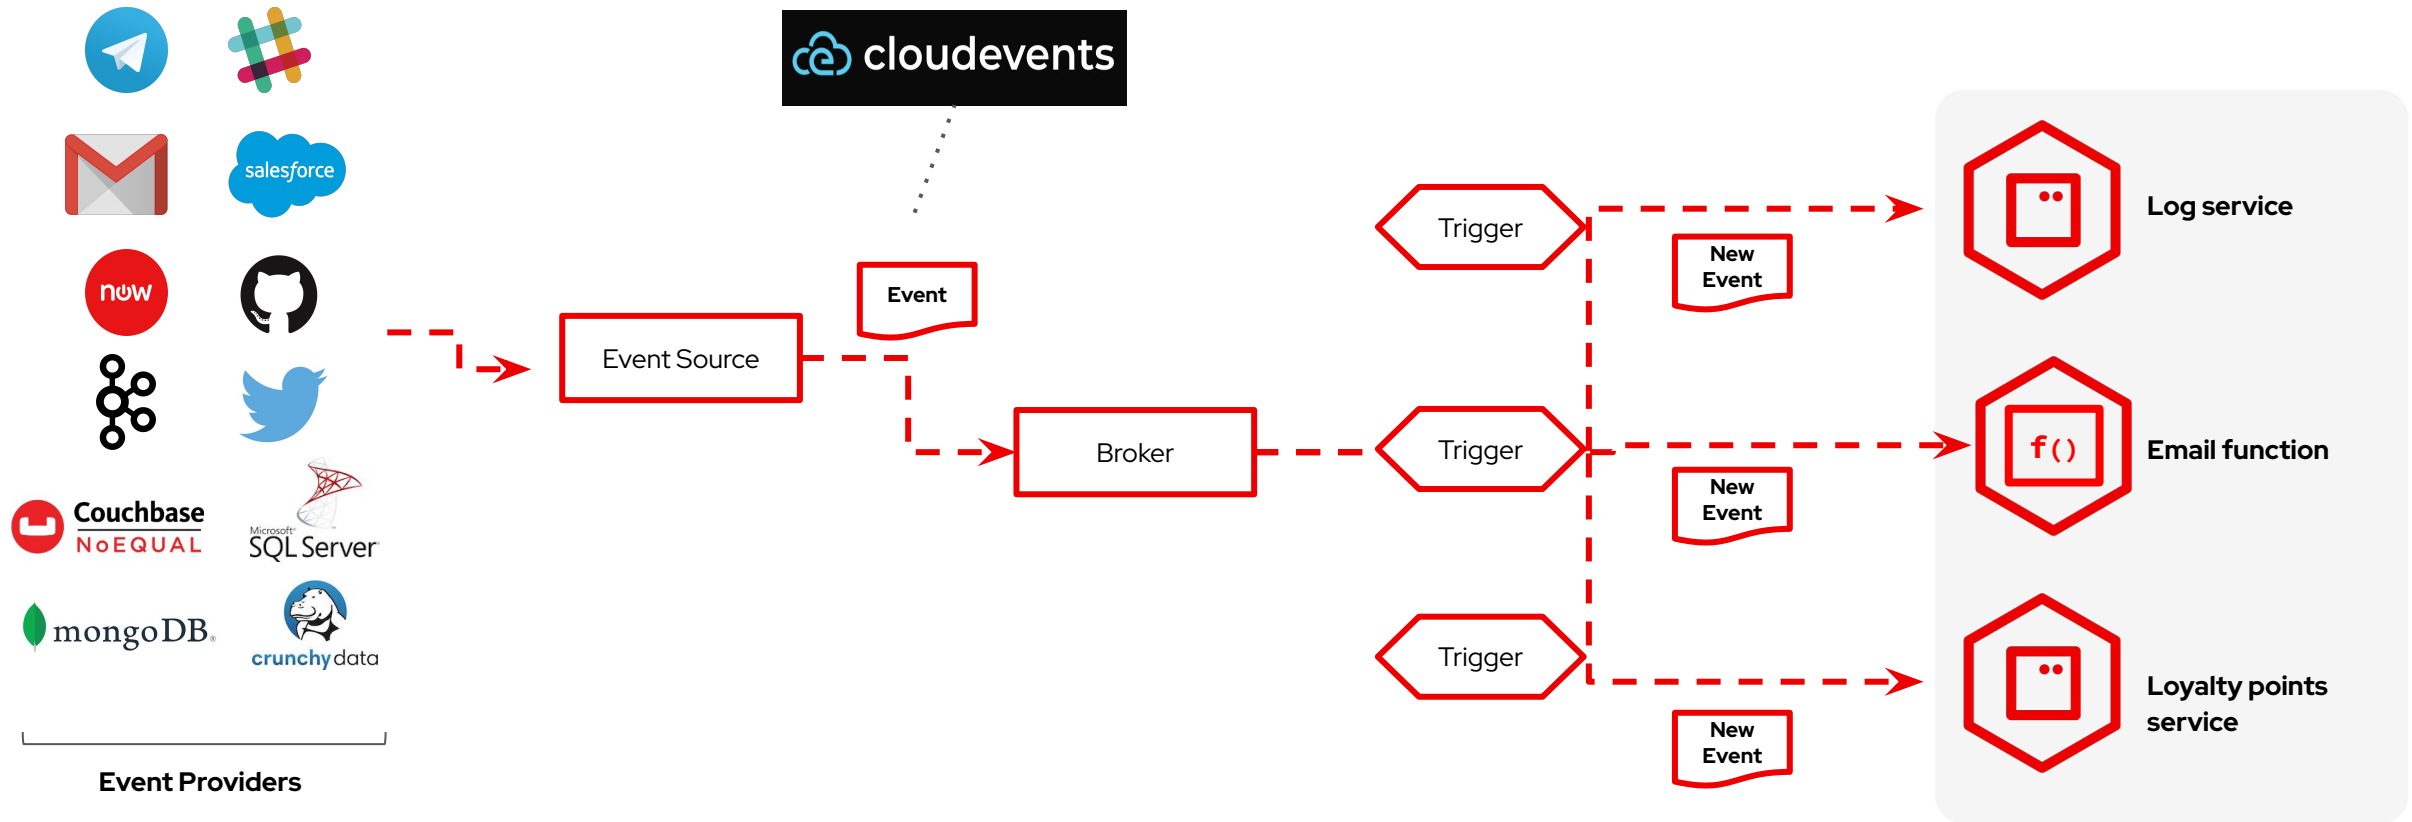 cloudevents
salesforce
now
Couchbase
NoEQUAL
Microsoft®
SQL Server®
mongoDB®
crunchy data
Event Providers
Event Source
Event
Broker
Trigger
Trigger
Trigger
New
Event
New
Event
New
Event
Log service
f()
Email function
Loyalty points
service